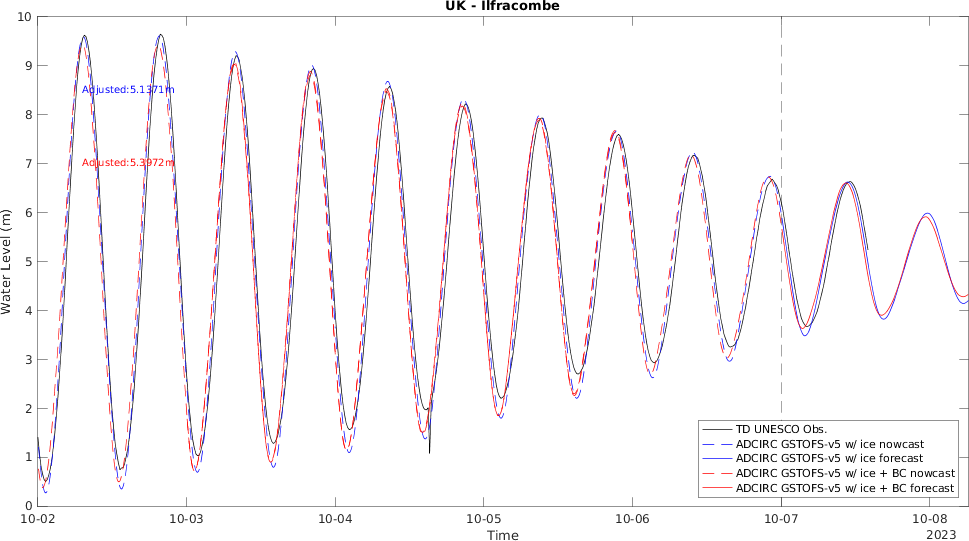 UK - Ilfracombe
10
9
8
7
6
5
4
3
2
1
0
Water Level (m)
Adjusted:5.1371m
Adjusted:5.3972m
TD UNESCO Obs.
ADCIRC GSTOFS-v5 w/ ice nowcast
ADCIRC GSTOFS-v5 w/ ice forecast
ADCIRC GSTOFS-v5 w/ ice + BC nowcast
ADCIRC GSTOFS-v5 w/ ice + BC forecast
10-02 10-03 10-04 10-05 10-06 10-07 10-08
Time
2023